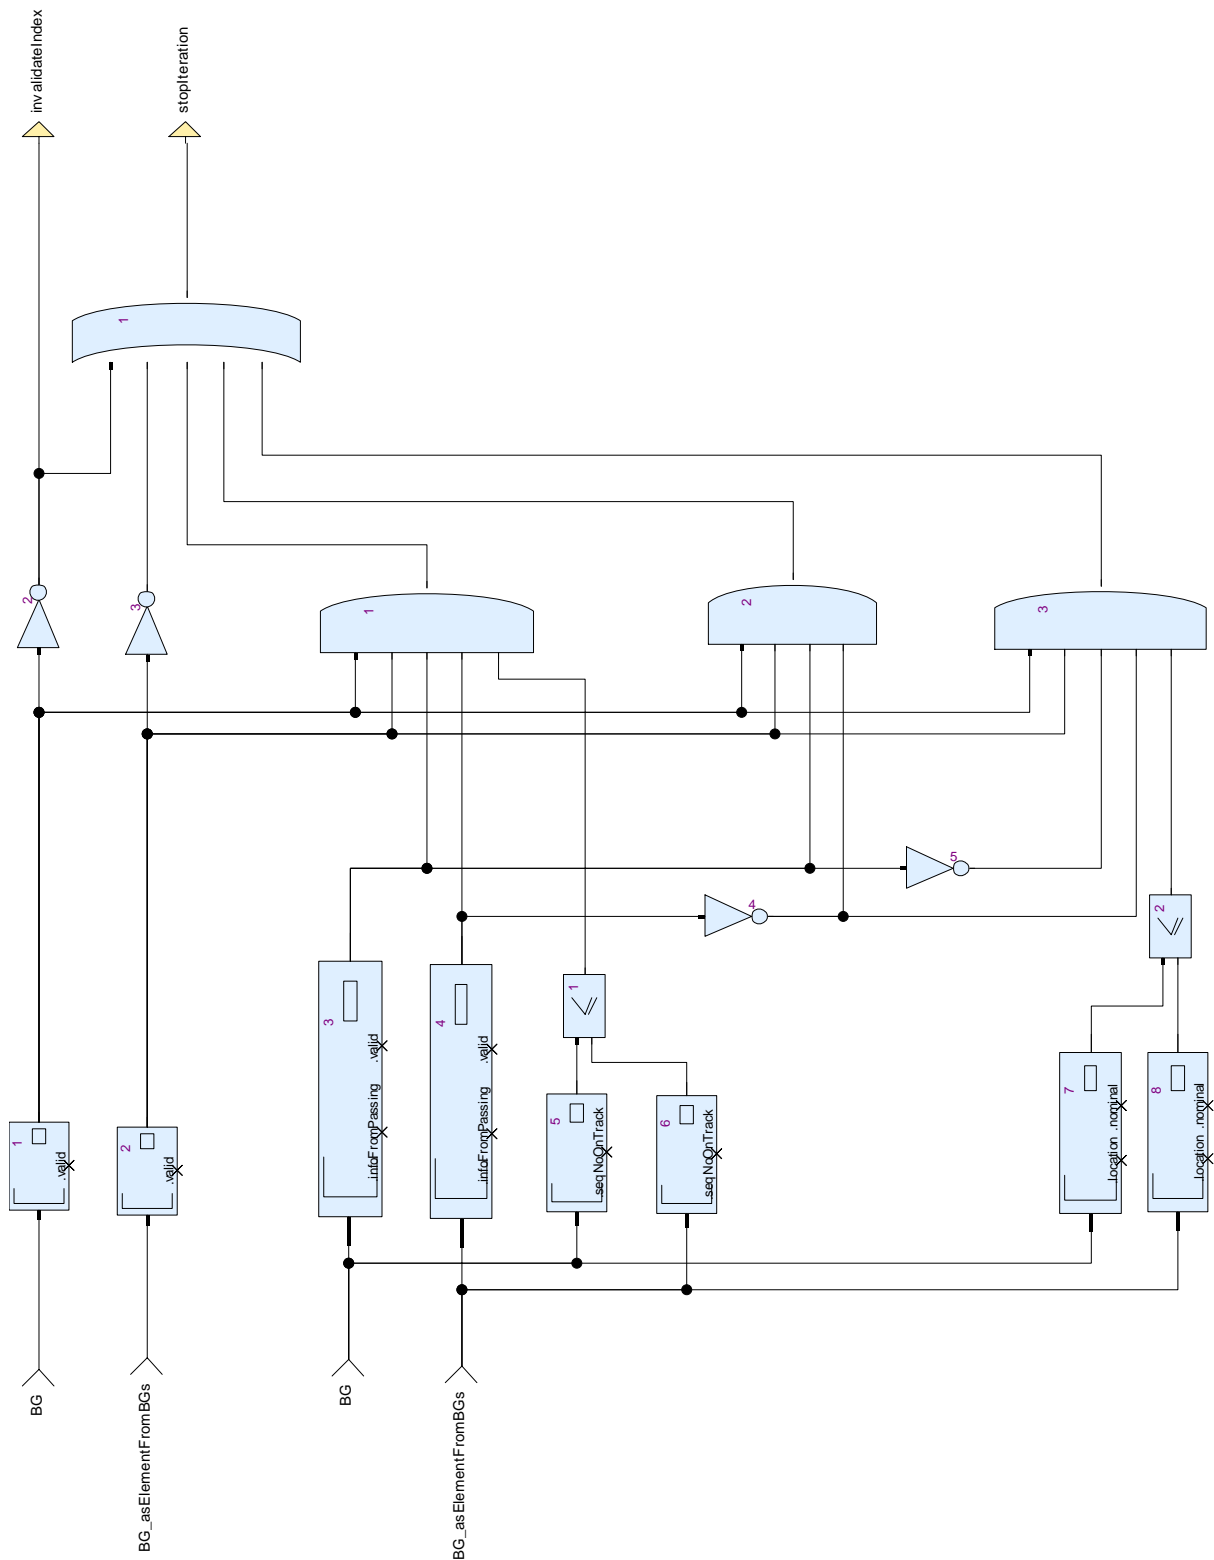 invalidateIndex
stopIteration
1
2
3
1
2
3
5
4
2
1
3
.valid
.infoFromPassing
4
.valid
.infoFromPassing
1
.valid
2
.valid
5
.seqNoOnTrack
6
.seqNoOnTrack
7
.location .nominal
8
.location .nominal
≤
≤
BG
BG_asElementFromBGs
BG
BG_asElementFromBGs